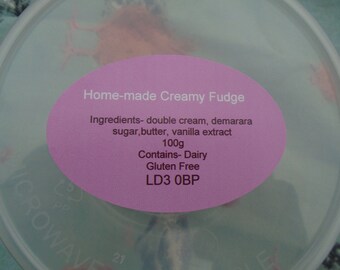 Home-made Creamy Fudge
Ingredients- double cream, demarara
sugar,butter, vanilla extract
100g
Contains- Dairy
Gluten Free
LD3 0BP